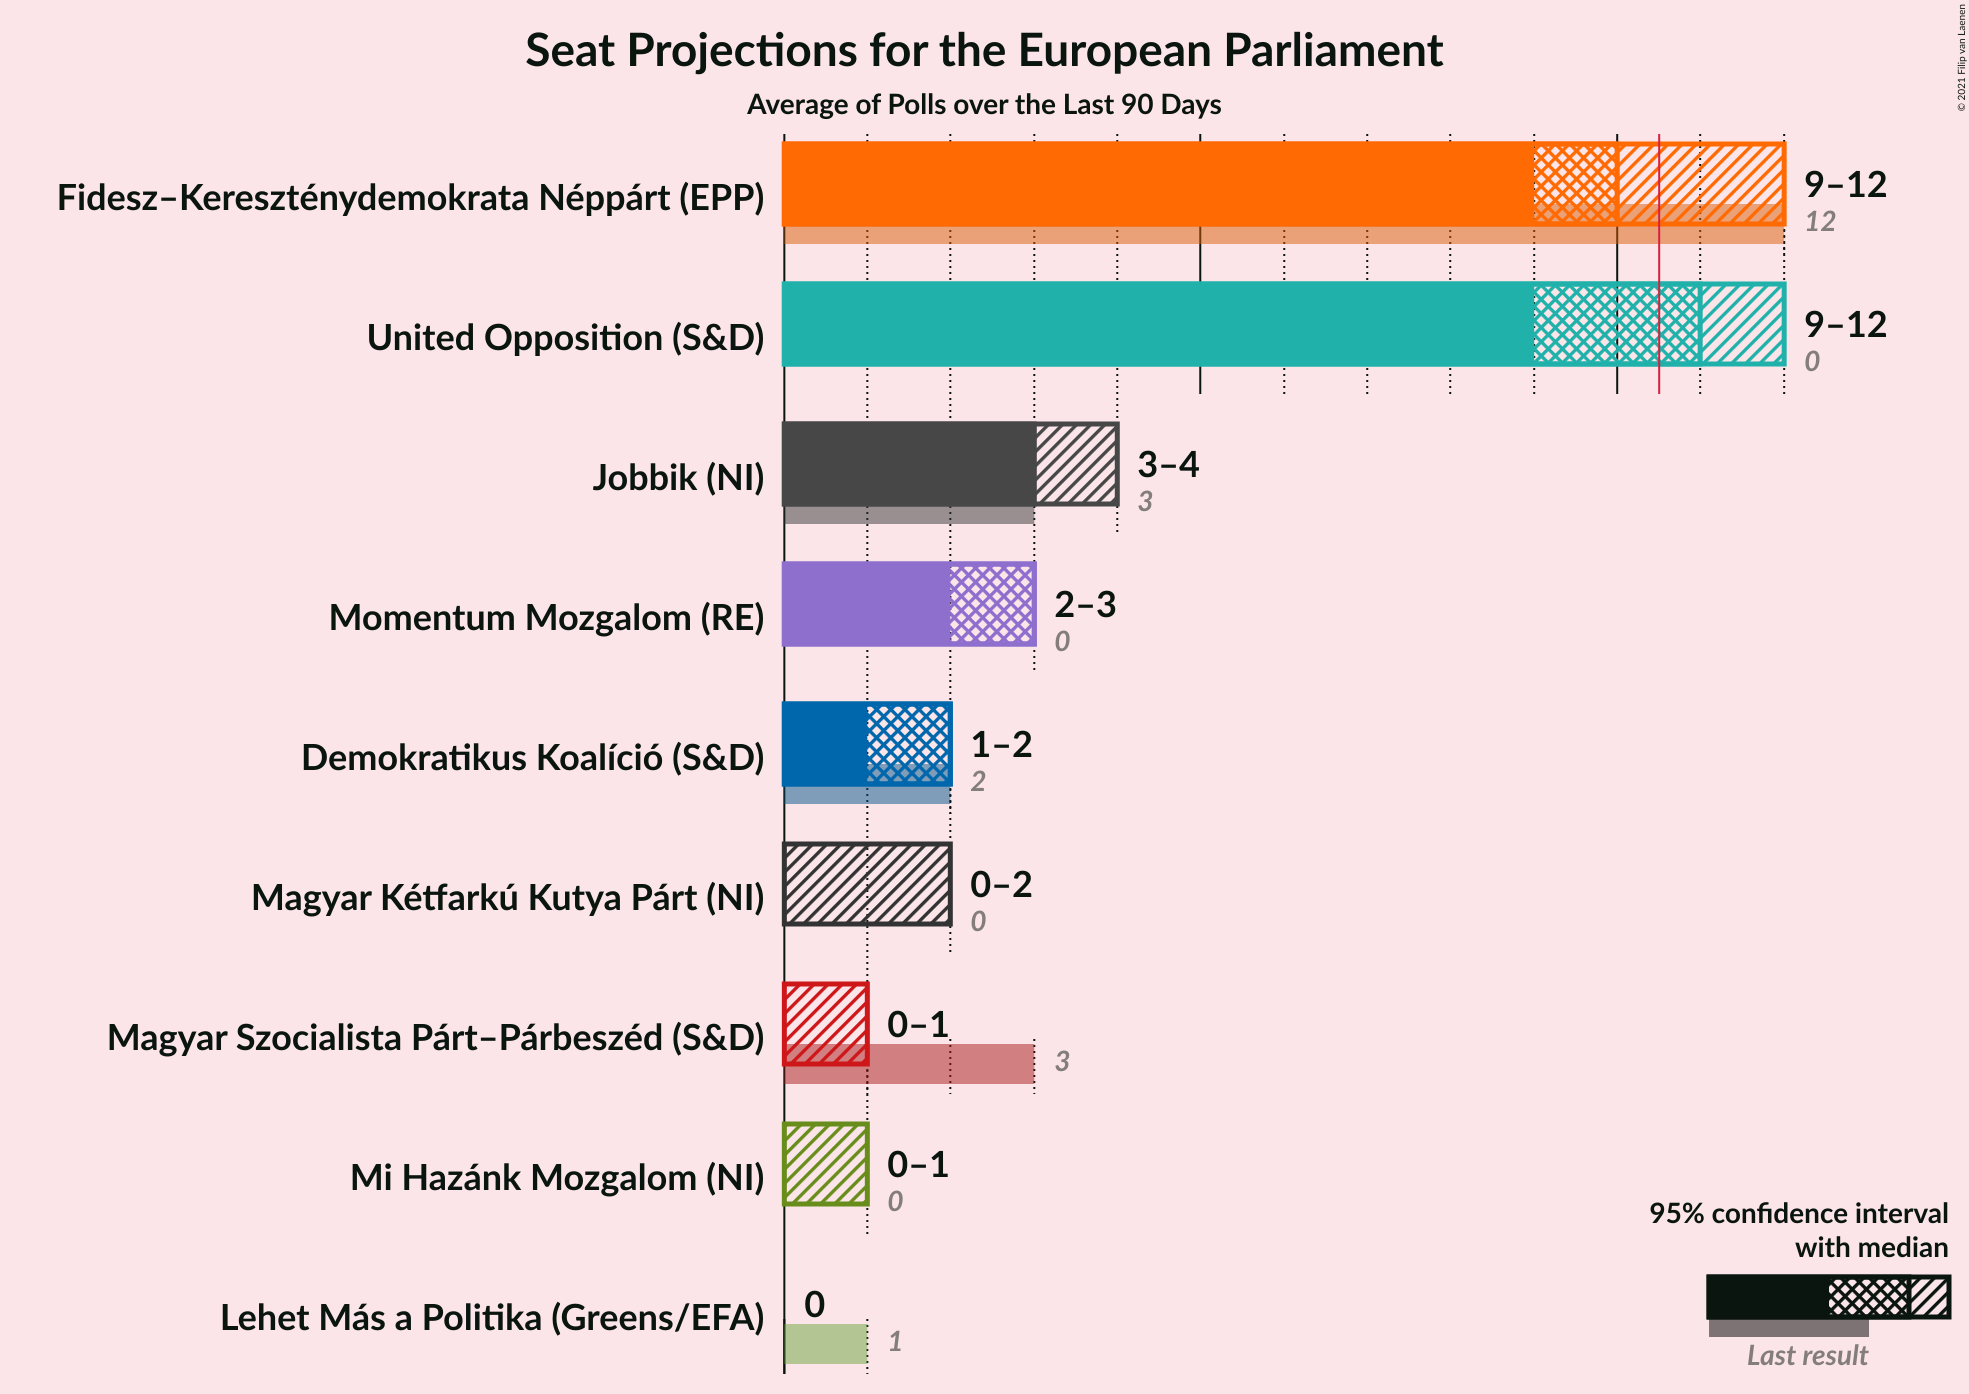 Seat Projections for the European Parliament
Average of Polls over the Last 90 Days
© 2021 Filip van Laenen
Fidesz–Kereszténydemokrata Néppárt (EPP)
9–12
12
United Opposition (S&D)
9–12
0
Jobbik (NI)
3–4
3
Momentum Mozgalom (RE)
2–3
0
Demokratikus Koalíció (S&D)
1–2
2
Magyar Kétfarkú Kutya Párt (NI)
0–2
0
Magyar Szocialista Párt–Párbeszéd (S&D)
0–1
3
Mi Hazánk Mozgalom (NI)
0–1
0
Lehet Más a Politika (Greens/EFA)
0
1
95% confidence interval
with median
Last result